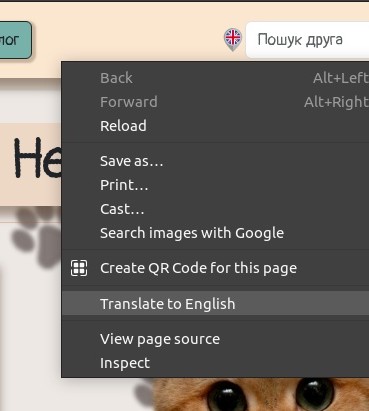 лог
Пошук друга
Back Alt+Left
Forward Alt+Right
Reload
Не
Save as...
Print...
Cast...
Search images with Google
Create QR Code for this page
Translate to English
View page source
Inspect